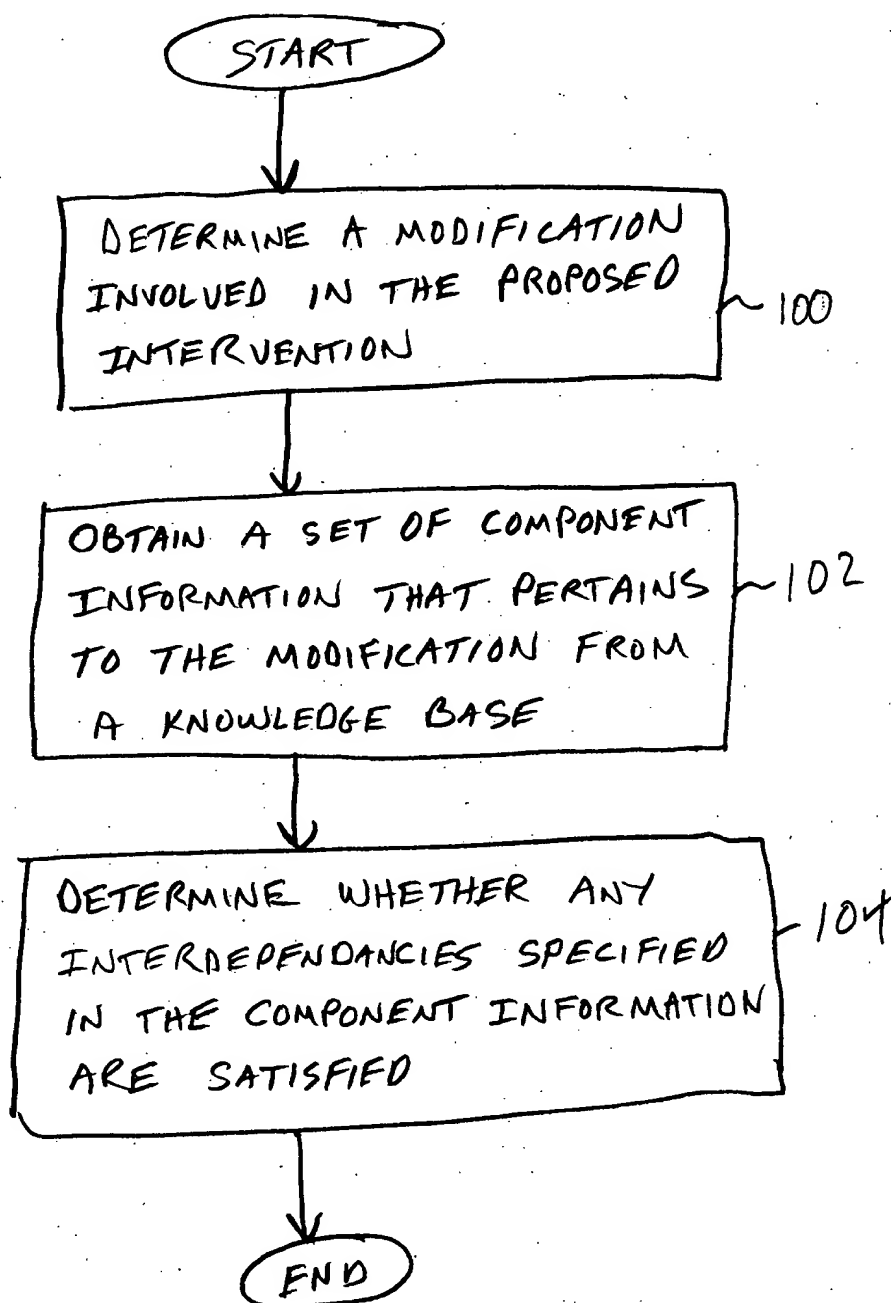 START
DETERMINE A MODIFICATION
INVOLVED IN THE PROPOSED
INTERVENTION
100
OBTAIN A SET OF COMPONENT
INFORMATION THAT PERTAINS
TO THE MODIFICATION FROM
A KNOWLEDGE BASE
102
DETERMINE WHETHER ANY
INTERDEPENDANCIES SPECIFIED
IN THE COMPONENT INFORMATION
ARE SATISFIED
104
END